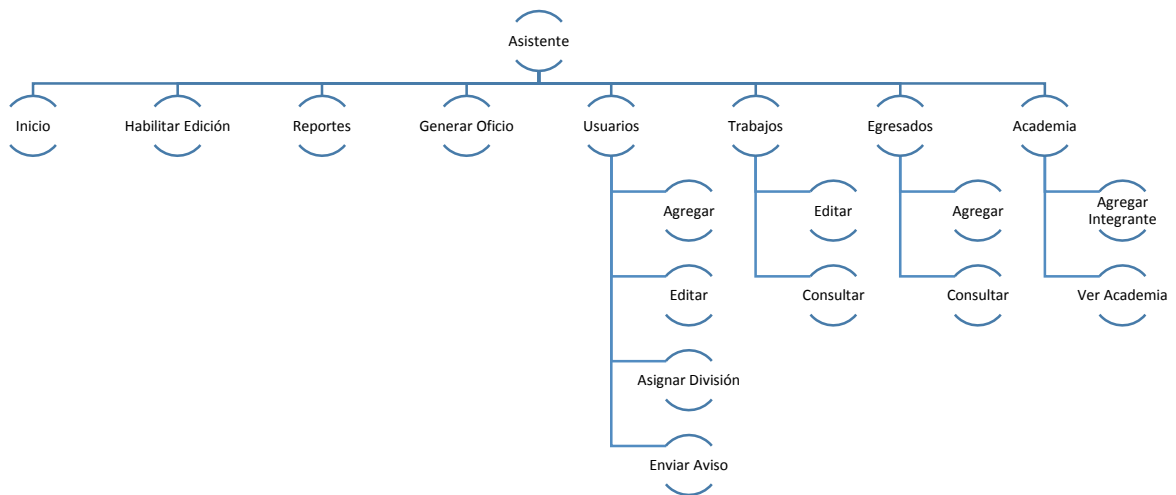 Asistente
Inicio
Habilitar Edición
Reportes
Generar Oficio
Usuarios
Trabajos
Egresados
Academia
Agregar
Editar
Asignar División
Enviar Aviso
Editar
Consultar
Agregar
Consultar
Agregar
Integrante
Ver Academia